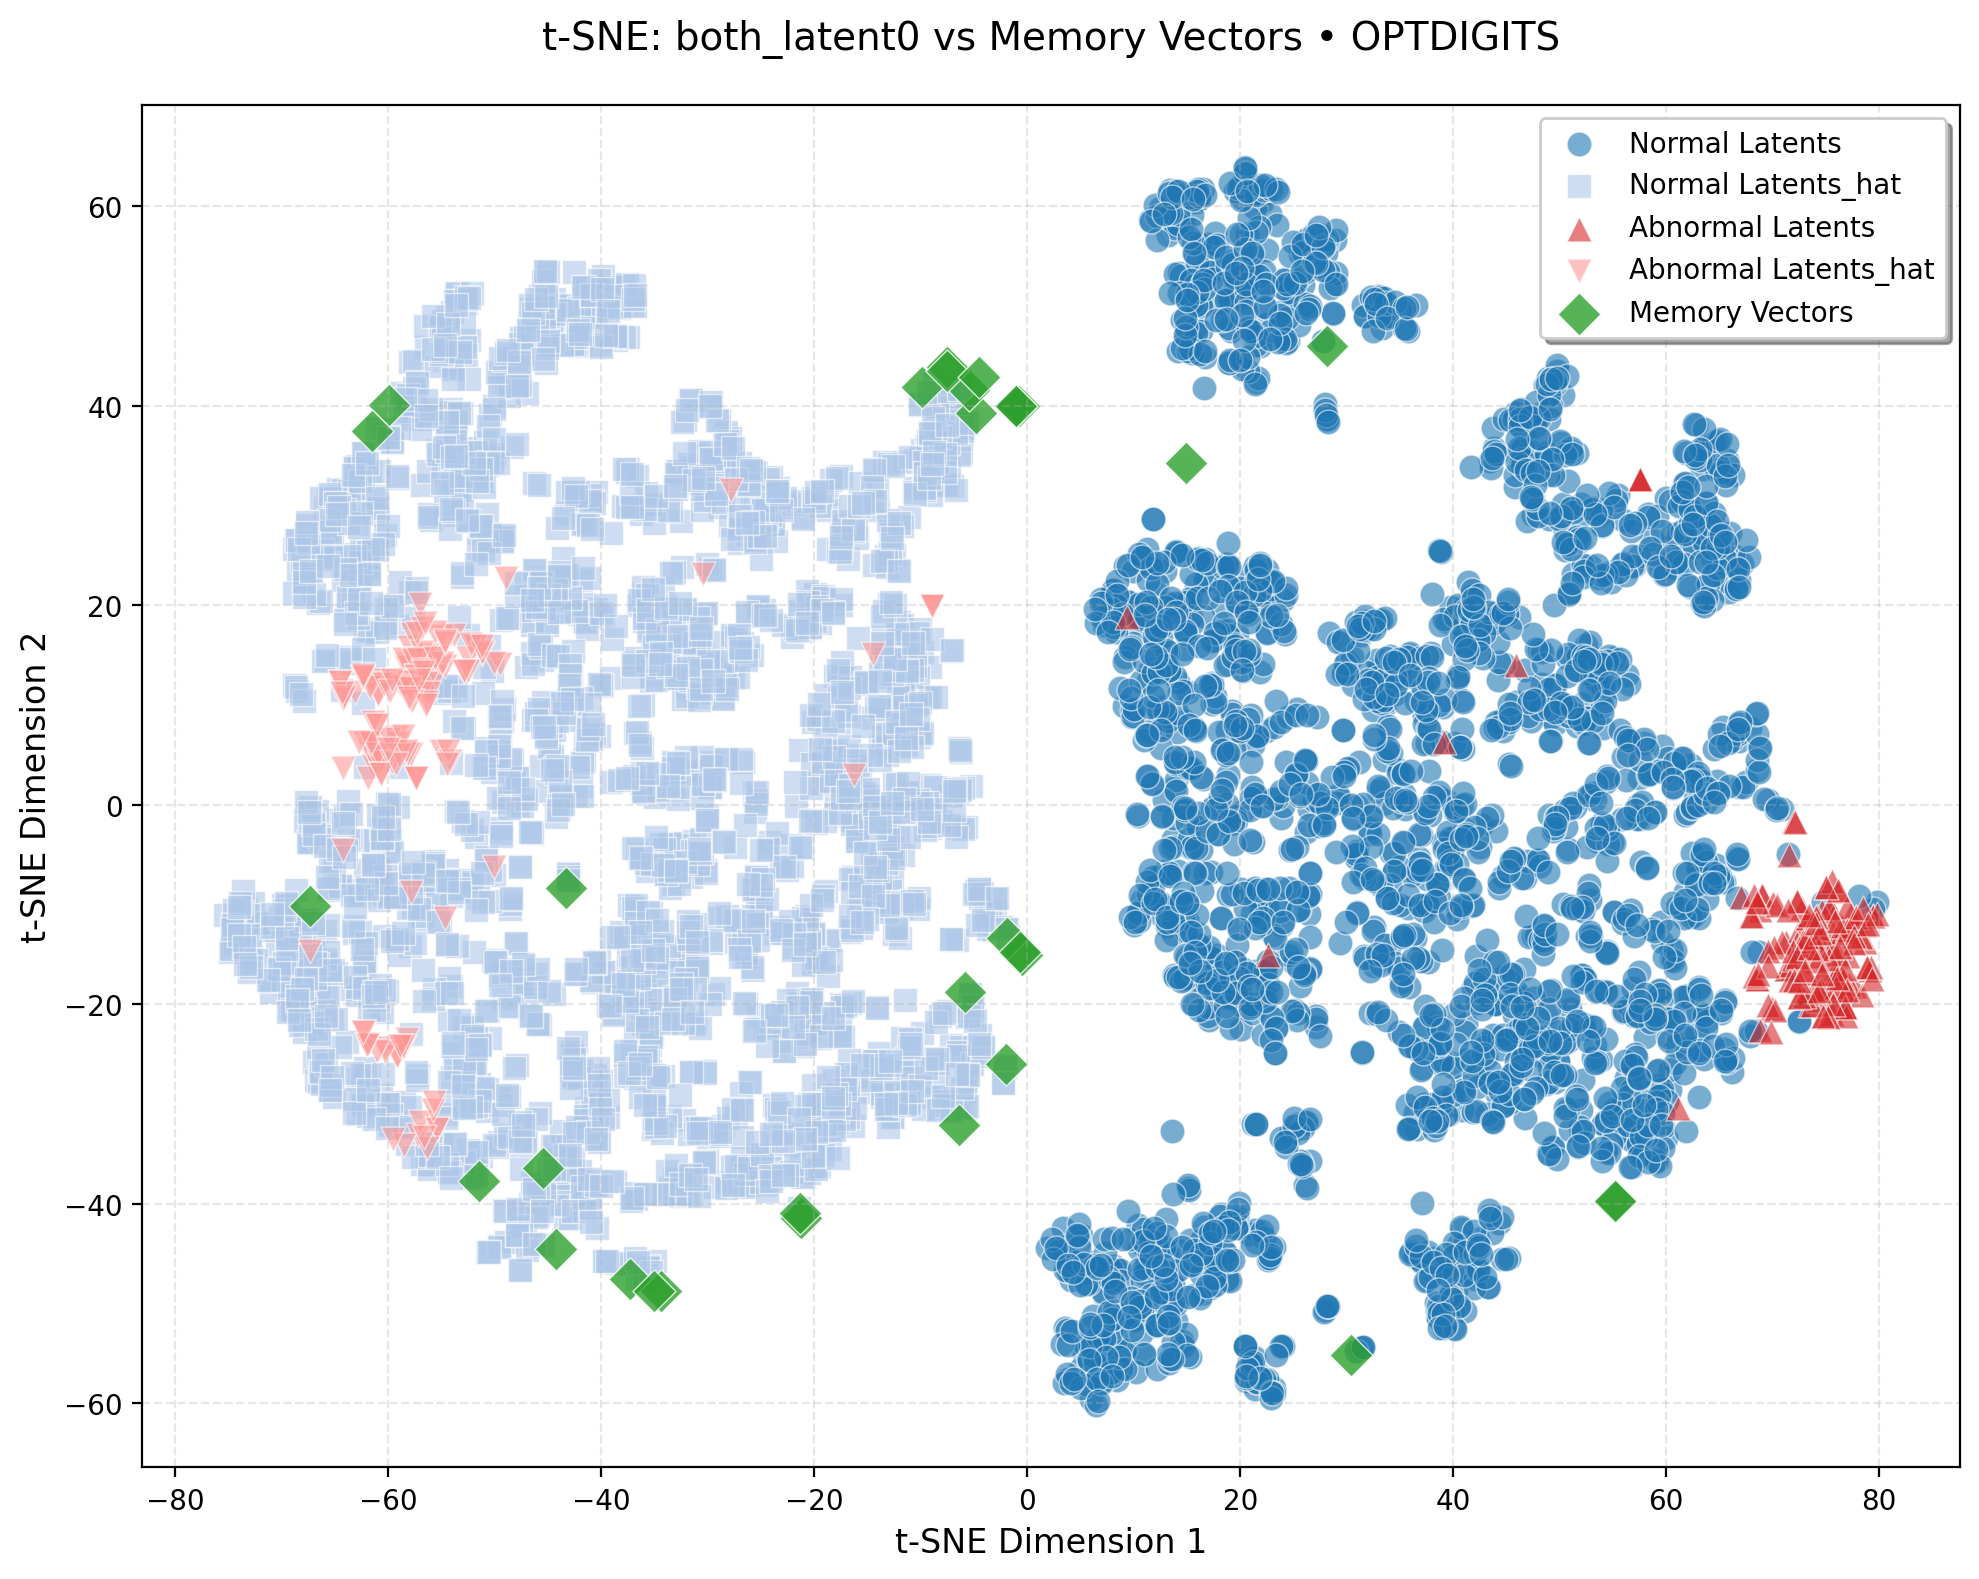 t-SNE: both_latent0 vs Memory Vectors • OPTDIGITS
Normal Latents
Normal Latents_hat
Abnormal Latents
Abnormal Latents_hat
Memory Vectors
60
40
20
0
−20
−40
−60
t-SNE Dimension 2
−80 −60 −40 −20 0 20 40 60 80
t-SNE Dimension 1